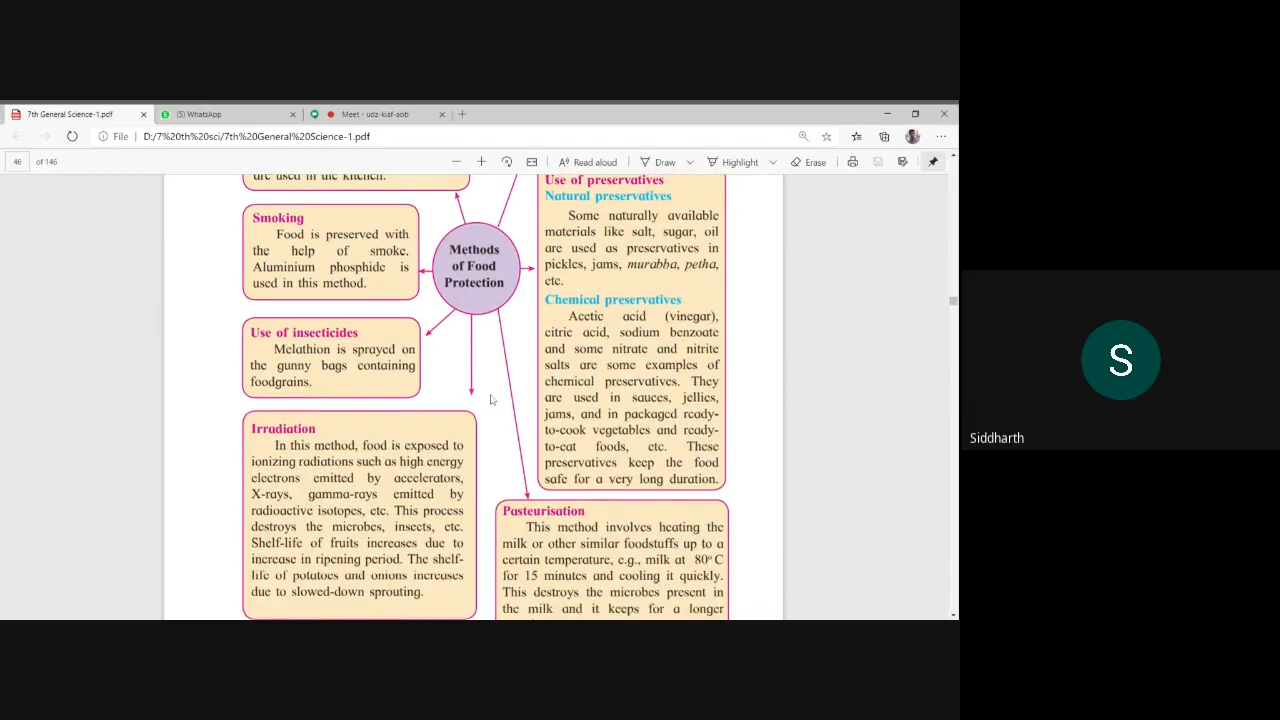 7th General Science-1.pdf
(5) WhatsApp
Meet - udz-kiaf-aob
File
D:/7%20th%20sci/7th%20General%20Science-1.pdf
46 of 146
Read aloud
Draw
Highlight
Erase
are used in the kitchen.
Smoking
Food is preserved with
the help of smoke.
Aluminium phosphide is
used in this method.
Use of insecticides
Melathion is sprayed on
the gunny bags containing
foodgrains.
Irradiation
In this method, food is exposed to
ionizing radiations such as high energy
electrons emitted by accelerators,
X-rays, gamma-rays emitted by
radioactive isotopes, etc. This process
destroys the microbes, insects, etc.
Shelf-life of fruits increases due to
increase in ripening period. The shelf-
life of potatoes and onions increases
due to slowed-down sprouting.
Methods
of Food
Protection
Use of preservatives
Natural preservatives
Some naturally available
materials like salt, sugar, oil
are used as preservatives in
pickles, jams, murabba, petha,
etc.
Chemical preservatives
Acetic acid (vinegar),
citric acid, sodium benzoate
and some nitrate and nitrite
salts are some examples of
chemical preservatives. They
are used in sauces, jellies,
jams, and in packaged ready-
to-cook vegetables and ready-
to-eat foods, etc. These
preservatives keep the food
safe for a very long duration.
Pasteurisation
This method involves heating the
milk or other similar foodstuffs up to a
certain temperature, e.g., milk at 80°C
for 15 minutes and cooling it quickly.
This destroys the microbes present in
the milk and it keeps for a longer
S
Siddharth